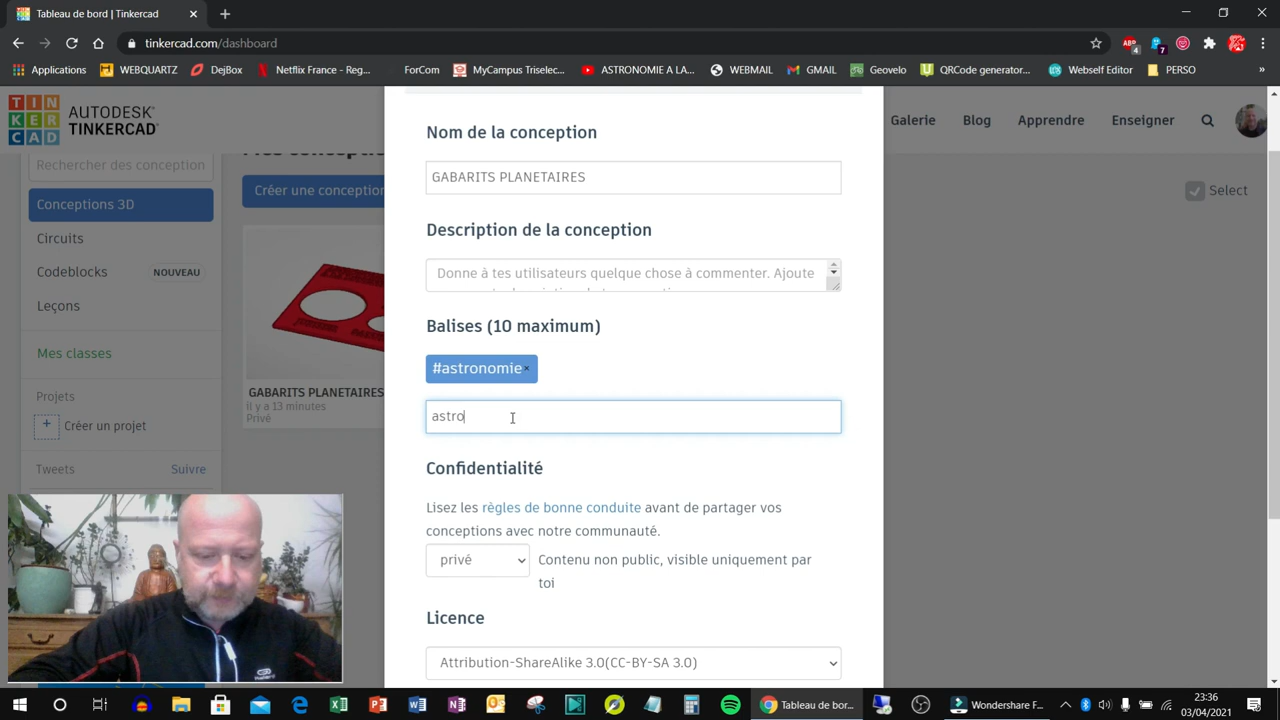 Tableau de bord | Tinkercad
tinkercad.com/dashboard
Applications
WEBQUARTZ
DejBox
Netflix France - Reg...
ForCom
MyCampus Triselec...
ASTRONOMIE A LA...
WEBMAIL
GMAIL
Geovelo
QRCode generator...
Webself Editor
PERSO
»
4
7
TIN
KER
CAD
AUTODESK
TINKERCAD
Galerie
Blog
Apprendre
Enseigner
Rechercher des conception
Créer une conception
Select
Conceptions 3D
Circuits
Codeblocks
NOUVEAU
Leçons
Mes classes
Projets
+ Créer un projet
Tweets
Suivre
GABARITS PLANETAIRES
il y a 13 minutes
Privé
Nom de la conception
GABARITS PLANETAIRES
Description de la conception
Donne à tes utilisateurs quelque chose à commenter. Ajoute
Balises (10 maximum)
#astronomie×
astro
Confidentialité
Lisez les règles de bonne conduite avant de partager vos
conceptions avec notre communauté.
privé
Contenu non public, visible uniquement par
toi
Licence
Attribution-ShareAlike 3.0(CC-BY-SA 3.0)
Tableau de bor...
Wondershare F...
23:36
03/04/2021